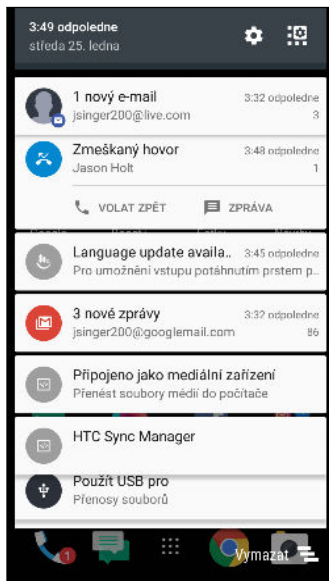 3:49 odpoledne
středa 25. ledna
1 nový e-mail 3:32 odpoledne
jsinger200@live.com 3
Zmeškaný hovor 3:48 odpoledne
Jason Holt 1
VOLAT ZPĚT ZPRÁVA
Language update availa.. 3:45 odpoledne
Pro umožnění vstupu potáhnutím prstem p..
3 nové zprávy 3:32 odpoledne
jsinger200@googlemail.com 86
Připojeno jako mediální zařízení
Přenést soubory médií do počítače
HTC Sync Manager
Použít USB pro
Přenosy souborů
1
Vymazat